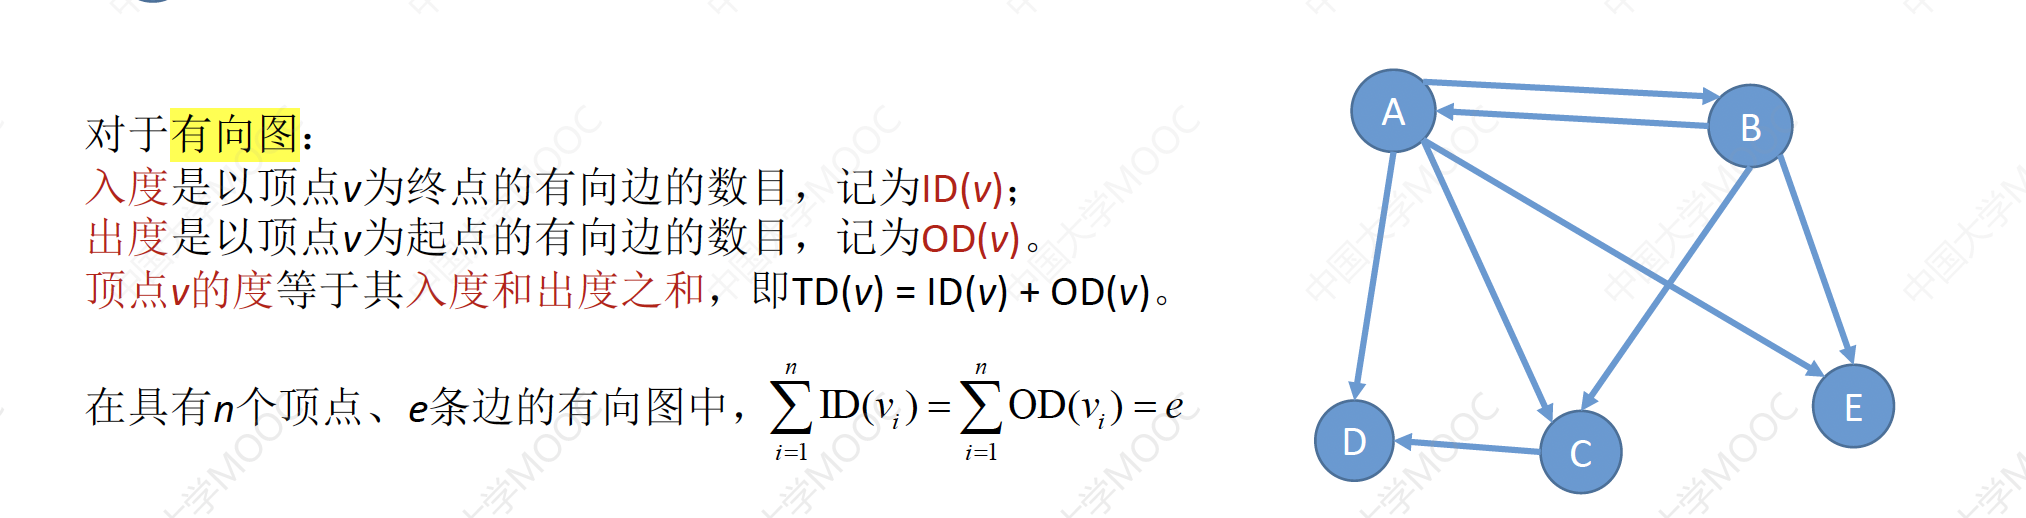 对于有向图：
入度是以顶点v为终点的有向边的数目，记为ID(v)；
出度是以顶点v为起点的有向边的数目，记为OD(v)。
顶点v的度等于其入度和出度之和，即TD(v) = ID(v) + OD(v)。
在具有n个顶点、e条边的有向图中，∑_{i=1}^{n} ID(v_i) = ∑_{i=1}^{n} OD(v_i) = e
A
B
D
C
E
中国大学MOOC